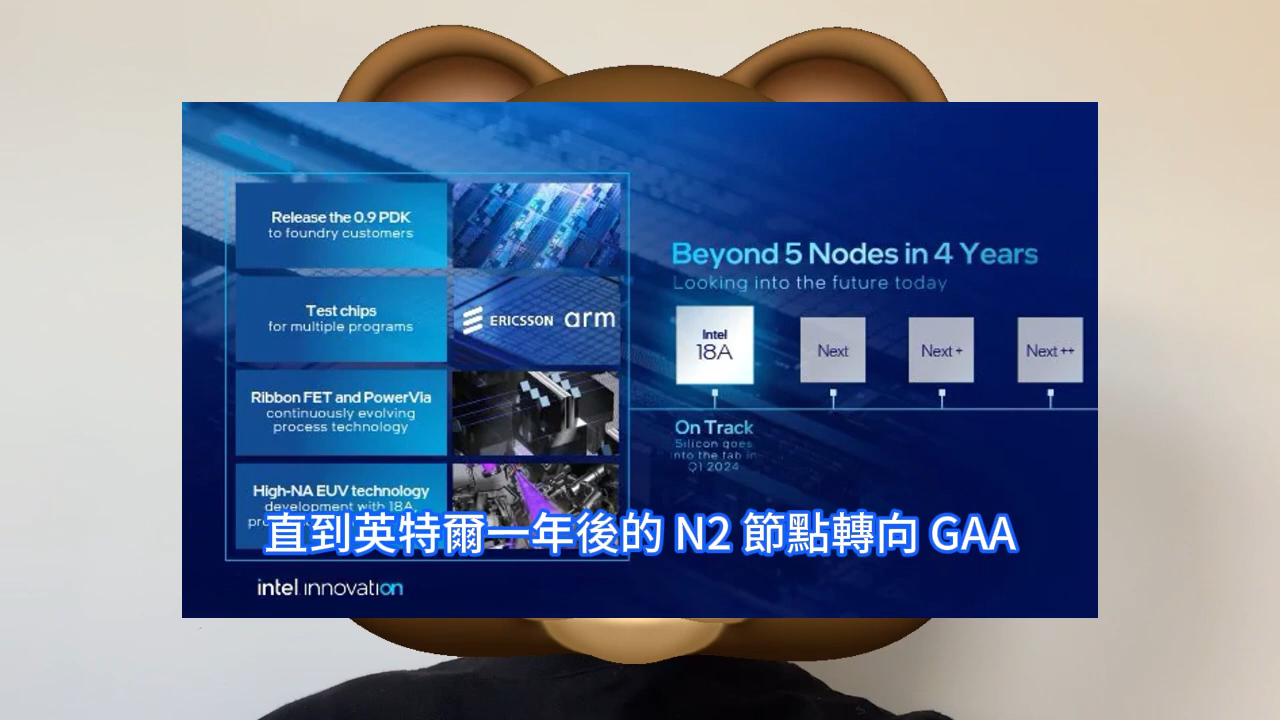 Release the 0.9 PDK
to foundry customers
Test chips
for multiple programs
ERICSSON arm
Ribbon FET and PowerVia
continuously evolving
process technology
High-NA EUV technology
development with 18A,
Beyond 5 Nodes in 4 Years
Looking into the future today
Intel
18A
Next
Next +
Next ++
On Track
Silicon goes
into the fab in
Q1 2024
直到英特爾一年後的 N2 節點轉向 GAA
intel innovation